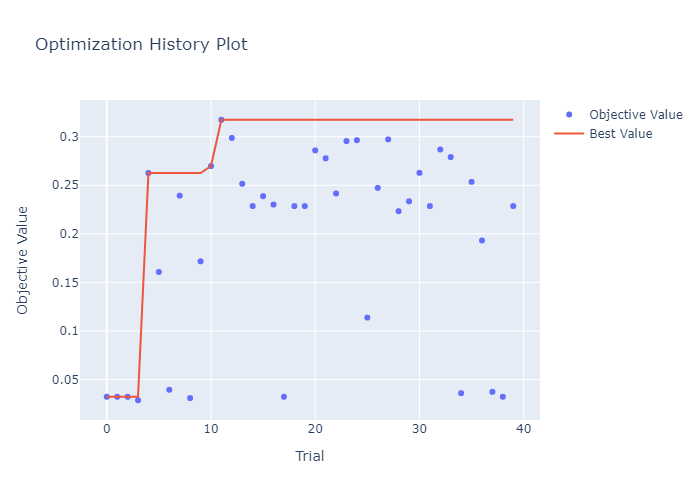 Optimization History Plot
Objective Value
Best Value
0.3
0.25
0.2
0.15
0.1
0.05
Objective Value
0
10
20
30
40
Trial